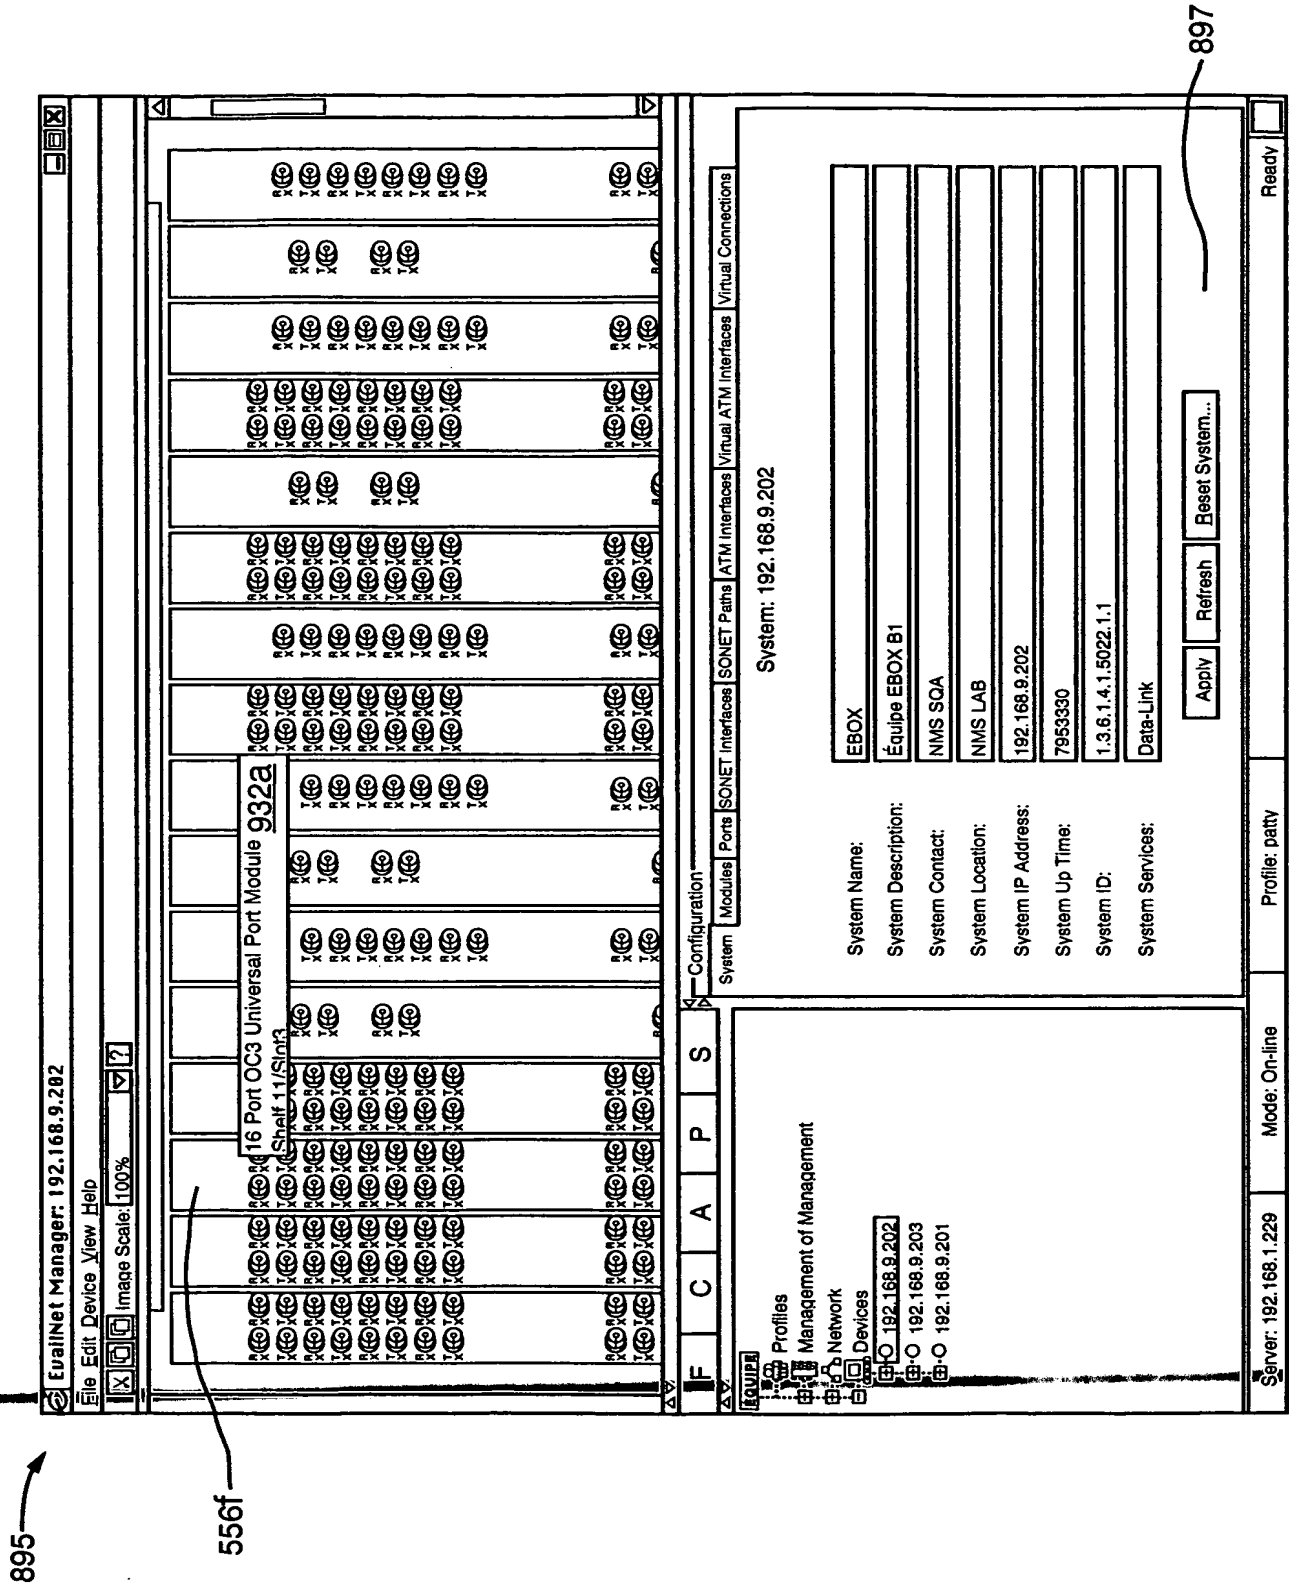 895
EvaliNet Manager: 192.168.9.202
File Edit Device View Help
Image Scale: 100% ?
16 Port OC3 Universal Port Module 932a
Shelf 11/Slot3
556f
F C A P S
EQUIPE
Profiles
Management of Management
Network
Devices
192.168.9.202
192.168.9.203
192.168.9.201
Configuration
System Modules Ports SONET Interfaces SONET Paths ATM Interfaces Virtual ATM Interfaces Virtual Connections
System: 192.168.9.202
System Name: EBOX
System Description: Équipe EBOX B1
System Contact: NMS SQA
System Location: NMS LAB
System IP Address: 192.168.9.202
System Up Time: 7953330
System ID: 1.3.6.1.4.1.5022.1.1
System Services: Data-Link
Apply Refresh Reset System...
897
Server: 192.168.1.229 Mode: On-line Profile: patty Ready